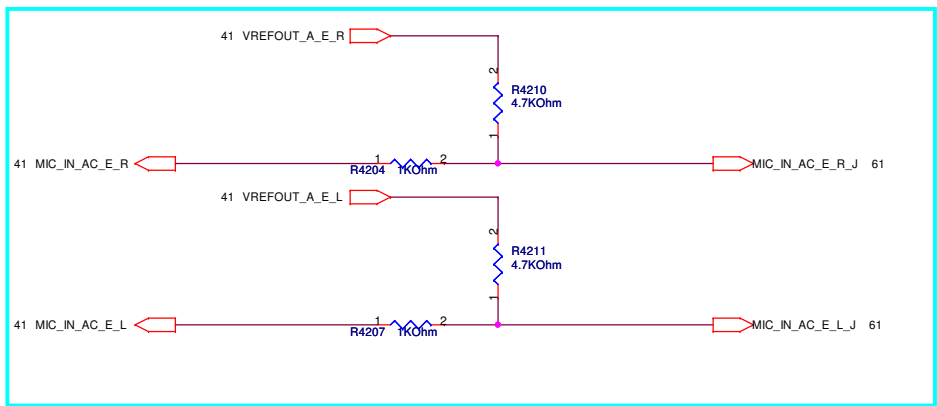 41 VREFOUT_A_E_R
2
R4210
4.7KOhm
1
41 MIC_IN_AC_E_R
1
2
R4204 1KOhm
MIC_IN_AC_E_R_J 61
41 VREFOUT_A_E_L
2
R4211
4.7KOhm
1
41 MIC_IN_AC_E_L
1
2
R4207 1KOhm
MIC_IN_AC_E_L_J 61